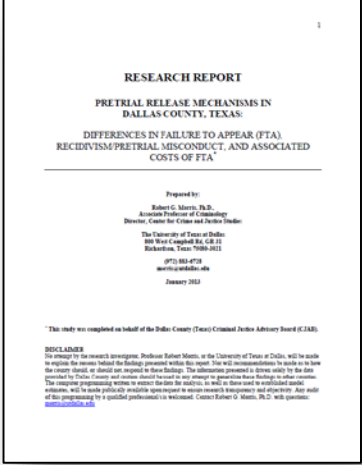 1
RESEARCH REPORT
PRETRIAL RELEASE MECHANISMS IN
DALLAS COUNTY, TEXAS:
DIFFERENCES IN FAILURE TO APPEAR (FTA),
RECIDIVISM/PRETRIAL MISCONDUCT, AND ASSOCIATED
COSTS OF FTA*
Prepared by:
Robert G. Morris, Ph.D.
Associate Professor of Criminology
Director, Center for Crime and Justice Studies
The University of Texas at Dallas
800 West Campbell Rd, GR 31
Richardson, Texas 75080-3021
(972) 883-6728
morris@utdallas.edu
January 2013
* This study was completed on behalf of the Dallas County (Texas) Criminal Justice Advisory Board (CJAB).
DISCLAIMER
No attempt by the research investigator, Professor Robert Morris, or the University of Texas at Dallas, will be made
to explain the reasons behind the findings presented within this report. Nor will recommendations be made as to how
the county should, or should not, respond to these findings. The information presented is driven solely by the data
provided by Dallas County and caution should be used in any attempt to generalize these findings to other counties.
The computer programming written to extract the data for analysis, as well as those used to established model
estimates, will be made publically available upon request to ensure research transparency and objectivity. Any audit
of this programming by a qualified professional/s is welcomed. Contact Robert G. Morris, Ph.D. with questions:
morris@utdallas.edu